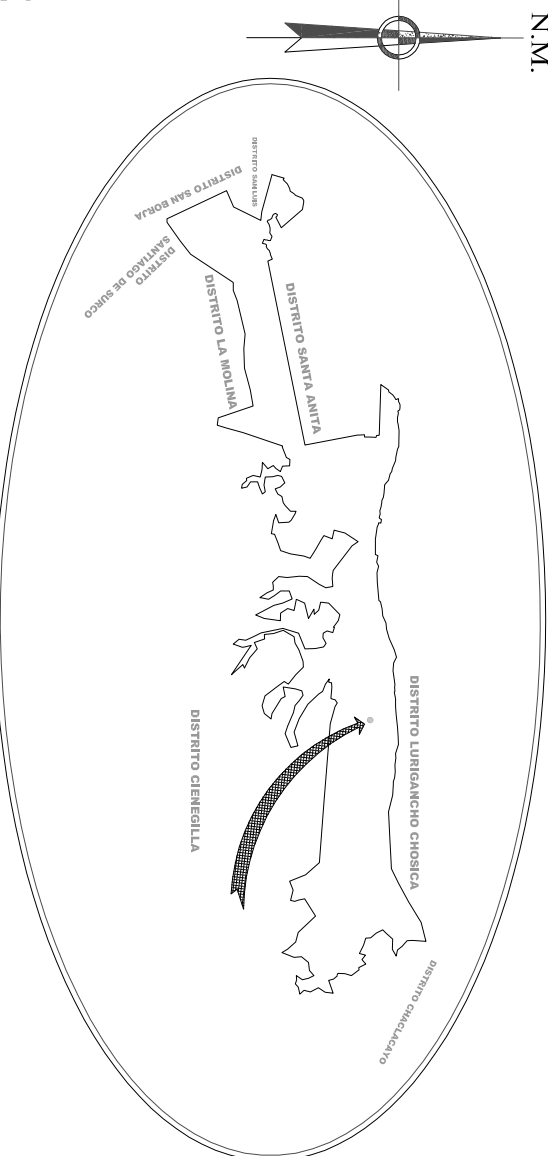 N.M.
DISTRITO SAN LUIS
DISTRITO SAN BORJA
DISTRITO
SANTIAGO DE SURCO
DISTRITO LA MOLINA
DISTRITO SANTA ANITA
DISTRITO LURIGANCHO CHOSICA
DISTRITO CIENEGILLA
DISTRITO CHACLACAYO